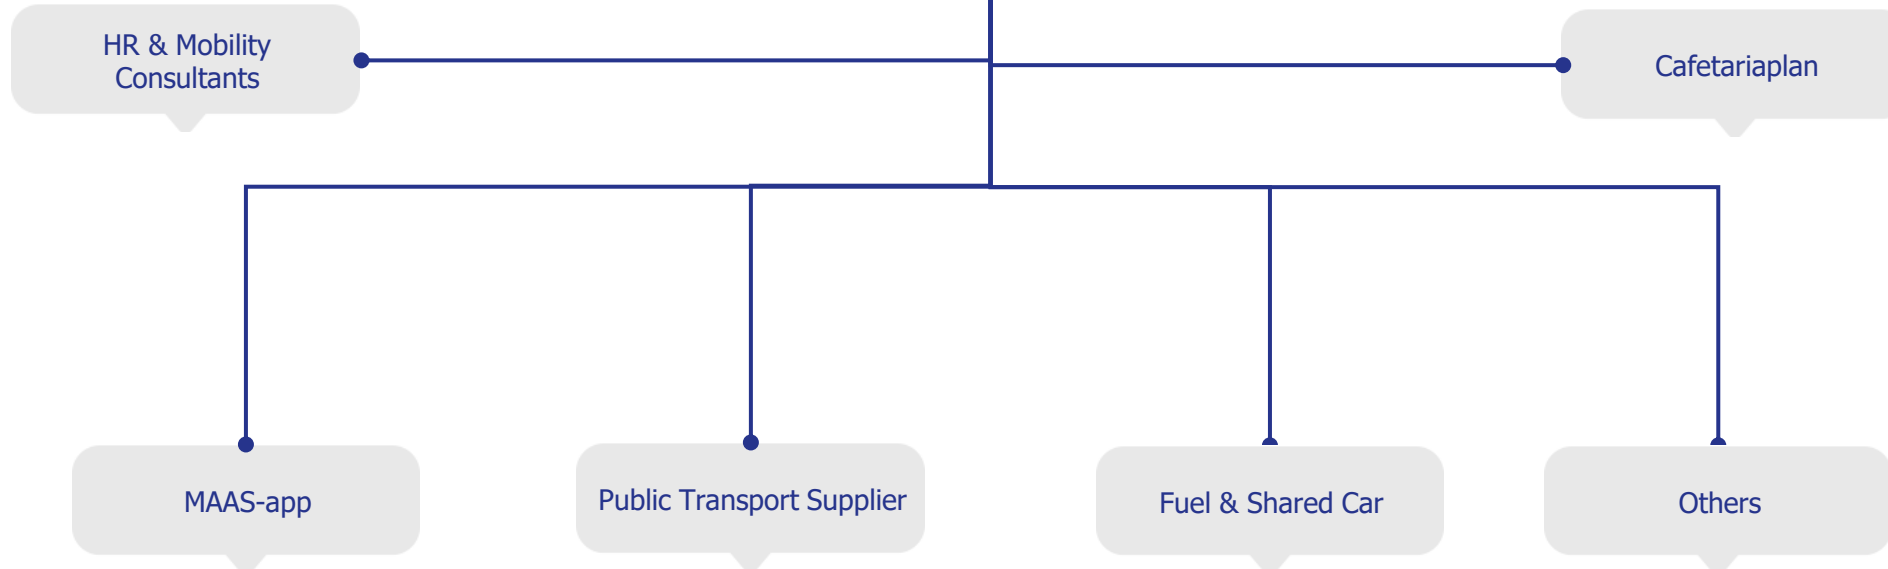 HR & Mobility
Consultants
Cafetariaplan
MAAS-app
Public Transport Supplier
Fuel & Shared Car
Others